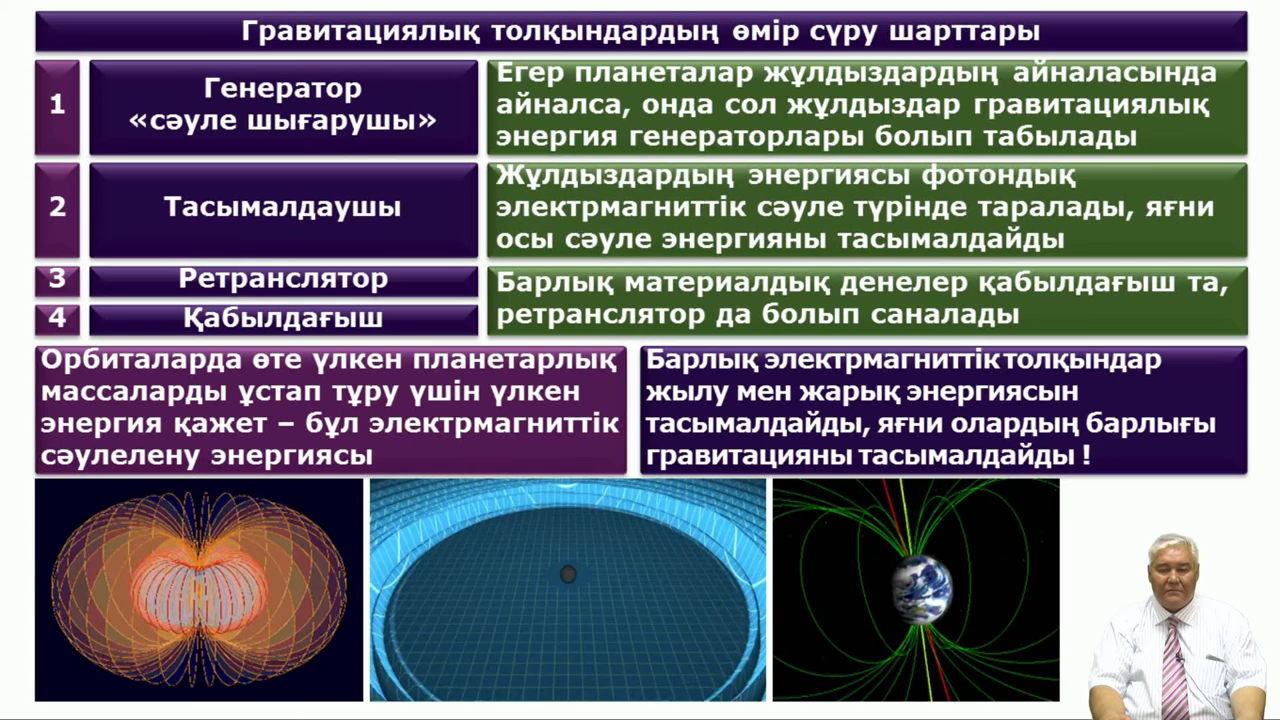 Гравитациялық толқындардың өмір сүру шарттары
1
Генератор
«сәуле шығарушы»
Егер планеталар жұлдыздардың айналасында
айналса, онда сол жұлдыздар гравитациялық
энергия генераторлары болып табылады
2
Тасымалдаушы
Жұлдыздардың энергиясы фотондық
электрмагниттік сәуле түрінде таралады, яғни
осы сәуле энергияны тасымалдайды
3
Ретранслятор
4
Қабылдағыш
Барлық материалдық денелер қабылдағыш та,
ретранслятор да болып саналады
Орбиталарда өте үлкен планетарлық
массаларды ұстап тұру үшін үлкен
энергия қажет – бұл электрмагниттік
сәулелену энергиясы
Барлық электрмагниттік толқындар
жылу мен жарық энергиясын
тасымалдайды, яғни олардың барлығы
гравитацияны тасымалдайды !